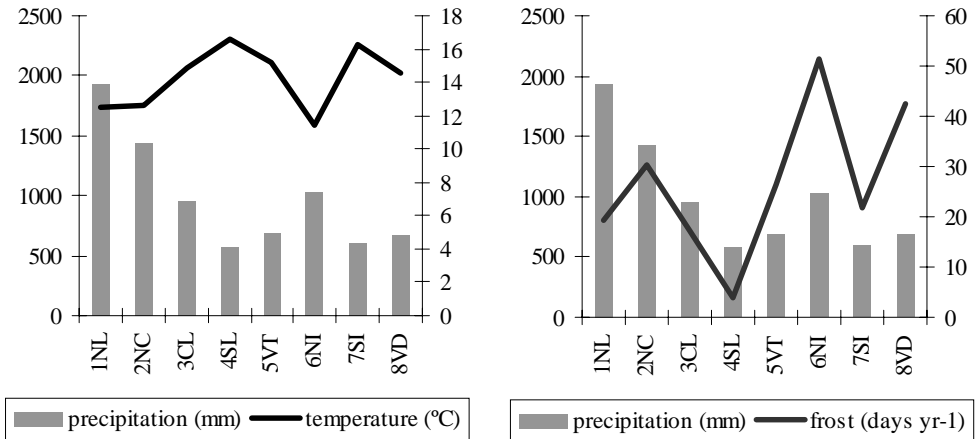 2500
2000
1500
1000
500
0
18
16
14
12
10
8
6
4
2
0
1NL
2NC
3CL
4SL
5VT
6NI
7SI
8VD
precipitation (mm) temperature (ºC)
2500
2000
1500
1000
500
0
60
50
40
30
20
10
0
1NL
2NC
3CL
4SL
5VT
6NI
7SI
8VD
precipitation (mm) frost (days yr-1)